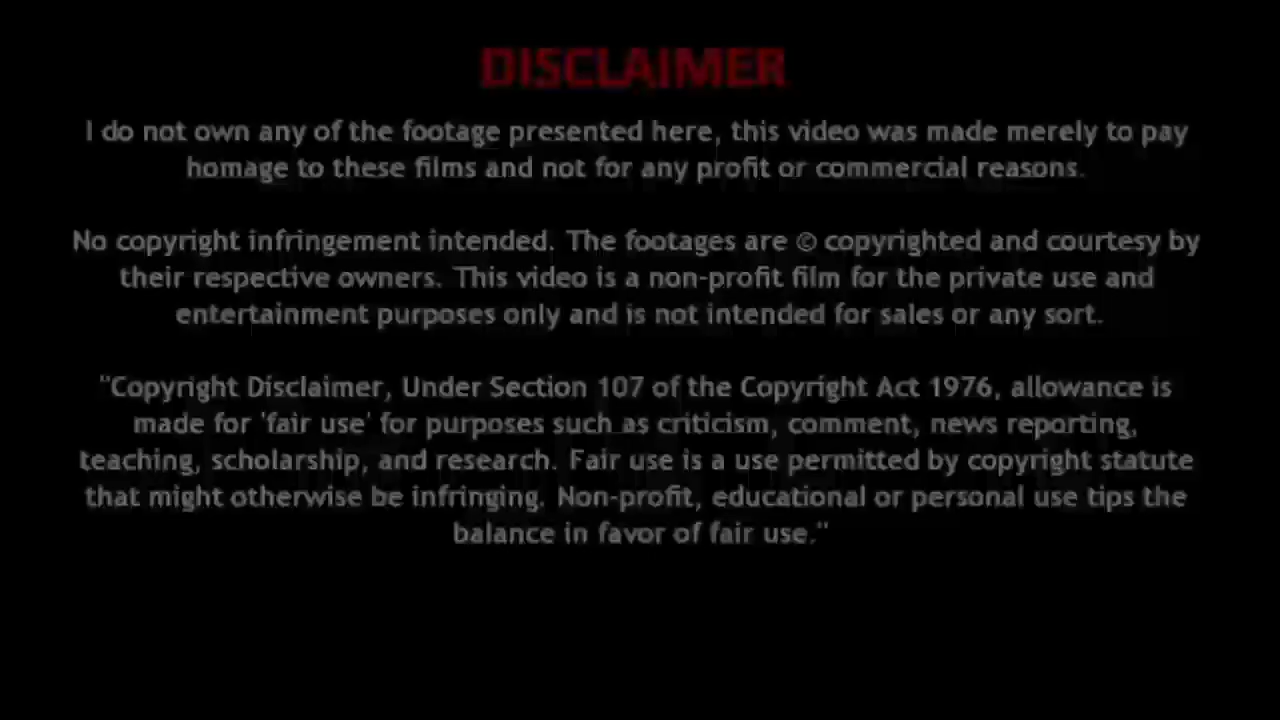 DISCLAIMER
I do not own any of the footage presented here, this video was made merely to pay
homage to these films and not for any profit or commercial reasons.
No copyright infringement intended. The footages are © copyrighted and courtesy by
their respective owners. This video is a non-profit film for the private use and
entertainment purposes only and is not intended for sales or any sort.
"Copyright Disclaimer, Under Section 107 of the Copyright Act 1976, allowance is
made for 'fair use' for purposes such as criticism, comment, news reporting,
teaching, scholarship, and research. Fair use is a use permitted by copyright statute
that might otherwise be infringing. Non-profit, educational or personal use tips the
balance in favor of fair use."